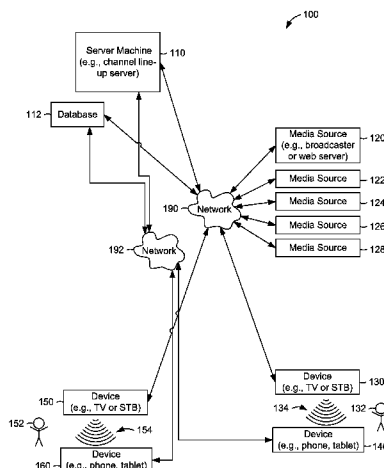 100
Server Machine
(e.g., channel line-
up server)
110
112
Database
Media Source
(e.g., broadcaster
or web server)
120
Media Source
122
Media Source
124
Media Source
126
Media Source
128
190
Network
192
Network
150
Device
(e.g., TV or STB}
152
154
160
Device
(e.g., phone, tablet)
Device
(e.g., TV or STB}
130
134
132
Device
(e.g., phone, tablet)